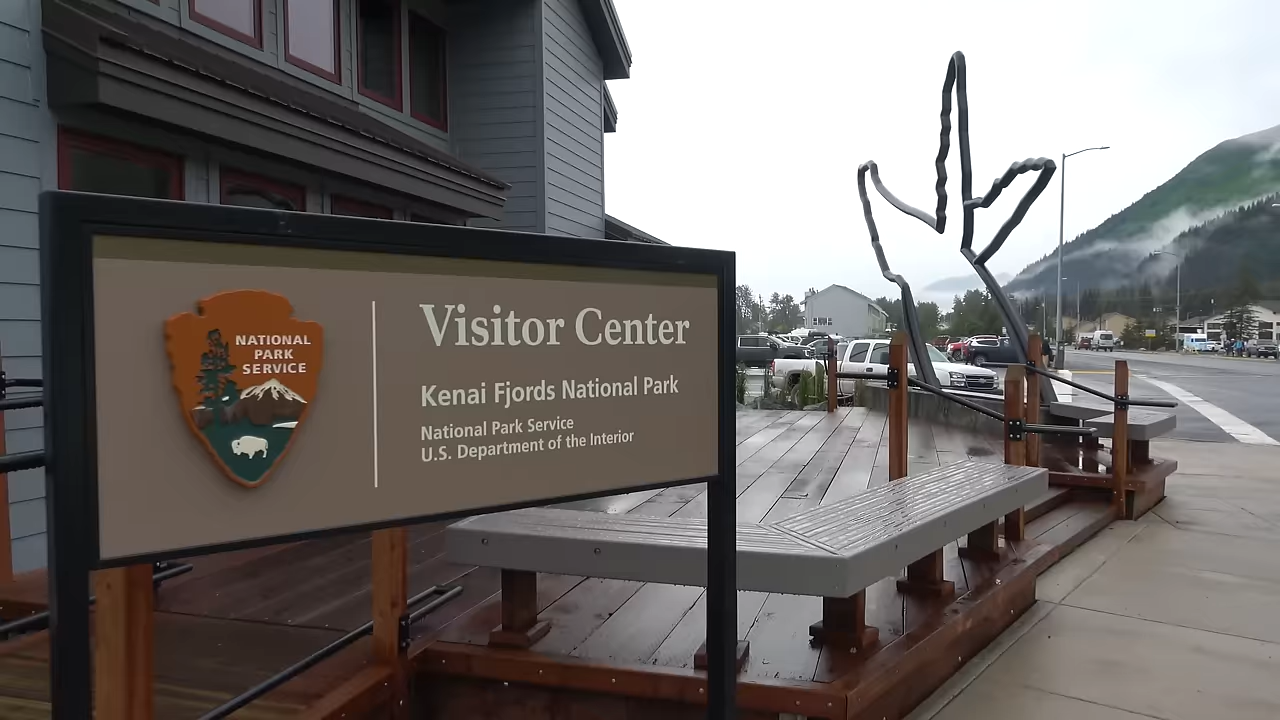 NATIONAL
PARK
SERVICE
Visitor Center
Kenai Fjords National Park
National Park Service
U.S. Department of the Interior